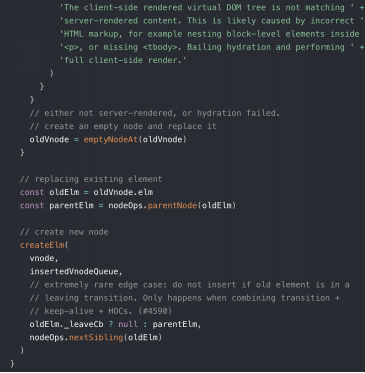 'The client-side rendered virtual DOM tree is not matching ' +
'server-rendered content. This is likely caused by incorrect '
'HTML markup, for example nesting block-level elements inside
'<p>, or missing <tbody>. Bailing hydration and performing ' +
'full client-side render.'
)
}
}
// either not server-rendered, or hydration failed.
// create an empty node and replace it
oldVnode = emptyNodeAt(oldVnode)
}
// replacing existing element
const oldElm = oldVnode.elm
const parentElm = nodeOps.parentNode(oldElm)
// create new node
createElm(
vnode,
insertedVnodeQueue,
// extremely rare edge case: do not insert if old element is in a
// leaving transition. Only happens when combining transition +
// keep-alive + HOCs. (#4590)
oldElm._leaveCb ? null : parentElm,
nodeOps.nextSibling(oldElm)
)
}